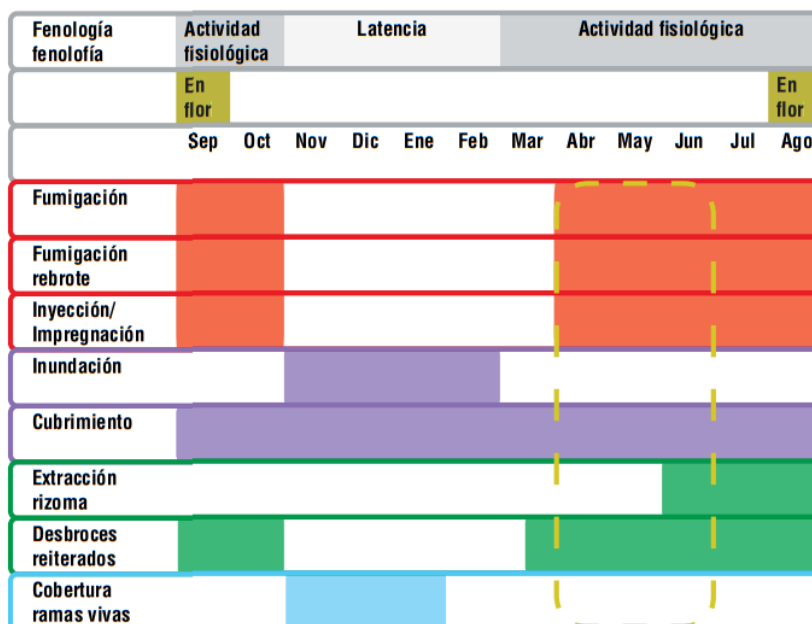 Fenología
fenolofía
Actividad
fisiológica
Latencia
Actividad fisiológica
En
flor
En
flor
Sep Oct Nov Dic Ene Feb Mar Abr May Jun Jul Ago
Fumigación
Fumigación
rebrote
Inyección/
Impregnación
Inundación
Cubrimiento
Extracción
rizoma
Desbroces
reiterados
Cobertura
ramas vivas